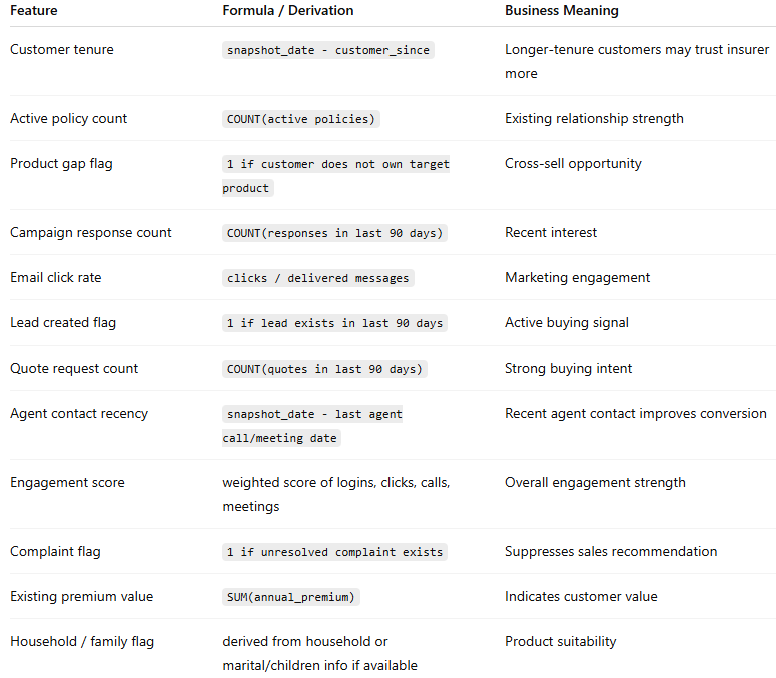 Feature Formula / Derivation Business Meaning
Customer tenure snapshot_date - customer_since Longer-tenure customers may trust insurer
more
Active policy count COUNT(active policies) Existing relationship strength
Product gap flag 1 if customer does not own target Cross-sell opportunity
product
Campaign response count COUNT(responses in last 90 days) Recent interest
Email click rate clicks / delivered messages Marketing engagement
Lead created flag 1 if lead exists in last 90 days Active buying signal
Quote request count COUNT(quotes in last 90 days) Strong buying intent
Agent contact recency snapshot_date - last agent Recent agent contact improves conversion
call/meeting date
Engagement score weighted score of logins, clicks, calls, Overall engagement strength
meetings
Complaint flag 1 if unresolved complaint exists Suppresses sales recommendation
Existing premium value SUM(annual_premium) Indicates customer value
Household / family flag derived from household or Product suitability
marital/children info if available